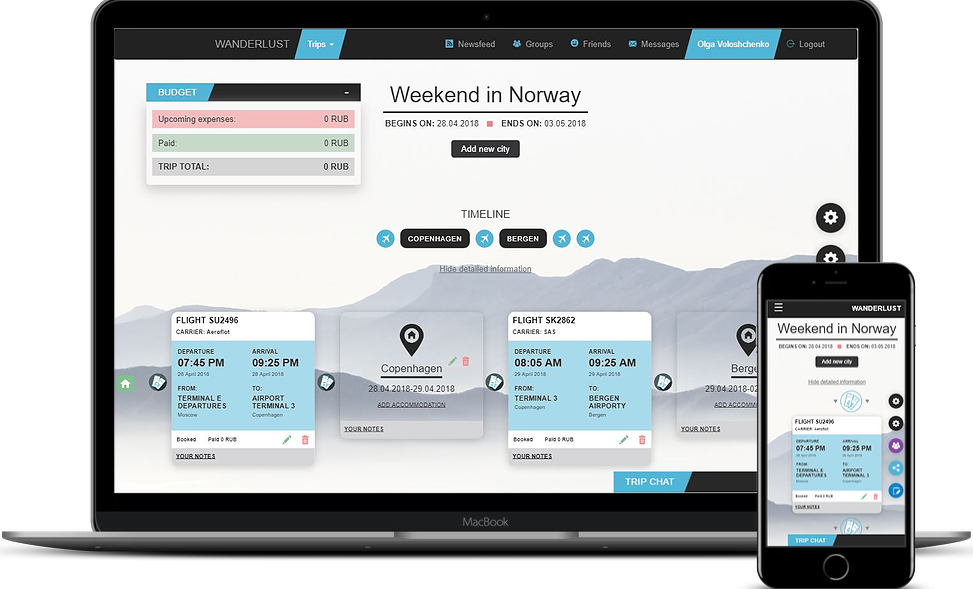 WANDERLUST Trips Newsfeed Groups Friends Messages Olga Voloshchenko Logout
BUDGET –
Upcoming expenses: 0 RUB
Paid: 0 RUB
TRIP TOTAL: 0 RUB
Weekend in Norway
BEGINS ON: 28.04.2018 ENDS ON: 03.05.2018
Add new city
TIMELINE
COPENHAGEN BERGEN
Hide detailed information
FLIGHT SU2496
CARRIER: Aeroflot
DEPARTURE ARRIVAL
07:45 PM 09:25 PM
28 April 2018 28 April 2018
FROM: TO:
TERMINAL E AIRPORT
DEPARTURES TERMINAL 3
Moscow Copenhagen
Booked Paid 0 RUB
YOUR NOTES
Copenhagen
28.04.2018-29.04.2018
ADD ACCOMMODATION
YOUR NOTES
FLIGHT SK2862
CARRIER: SAS
DEPARTURE ARRIVAL
08:05 AM 09:25 AM
29 April 2018 29 April 2018
FROM: TO:
TERMINAL 3 BERGEN
Copenhagen AIRPORTY
Bergen
Booked Paid 0 RUB
YOUR NOTES
Berge
29.04.2018-02
ADD ACCOMM
YOUR NOTES
TRIP CHAT
MacBook
WANDERLUST
Weekend in Norway
BEGINS ON: 28.04.2018 ENDS ON: 03.05.2018
Add new city
Hide detailed information
FLIGHT SU2496
CARRIER: Aeroflot
DEPARTURE ARRIVAL
07:45 PM 09:25 PM
28 April 2018 28 April 2018
FROM: TO:
TERMINAL E AIRPORT
DEPARTURES TERMINAL 3
Moscow Copenhagen
Booked Paid 0 RUB
YOUR NOTES
TRIP CHAT